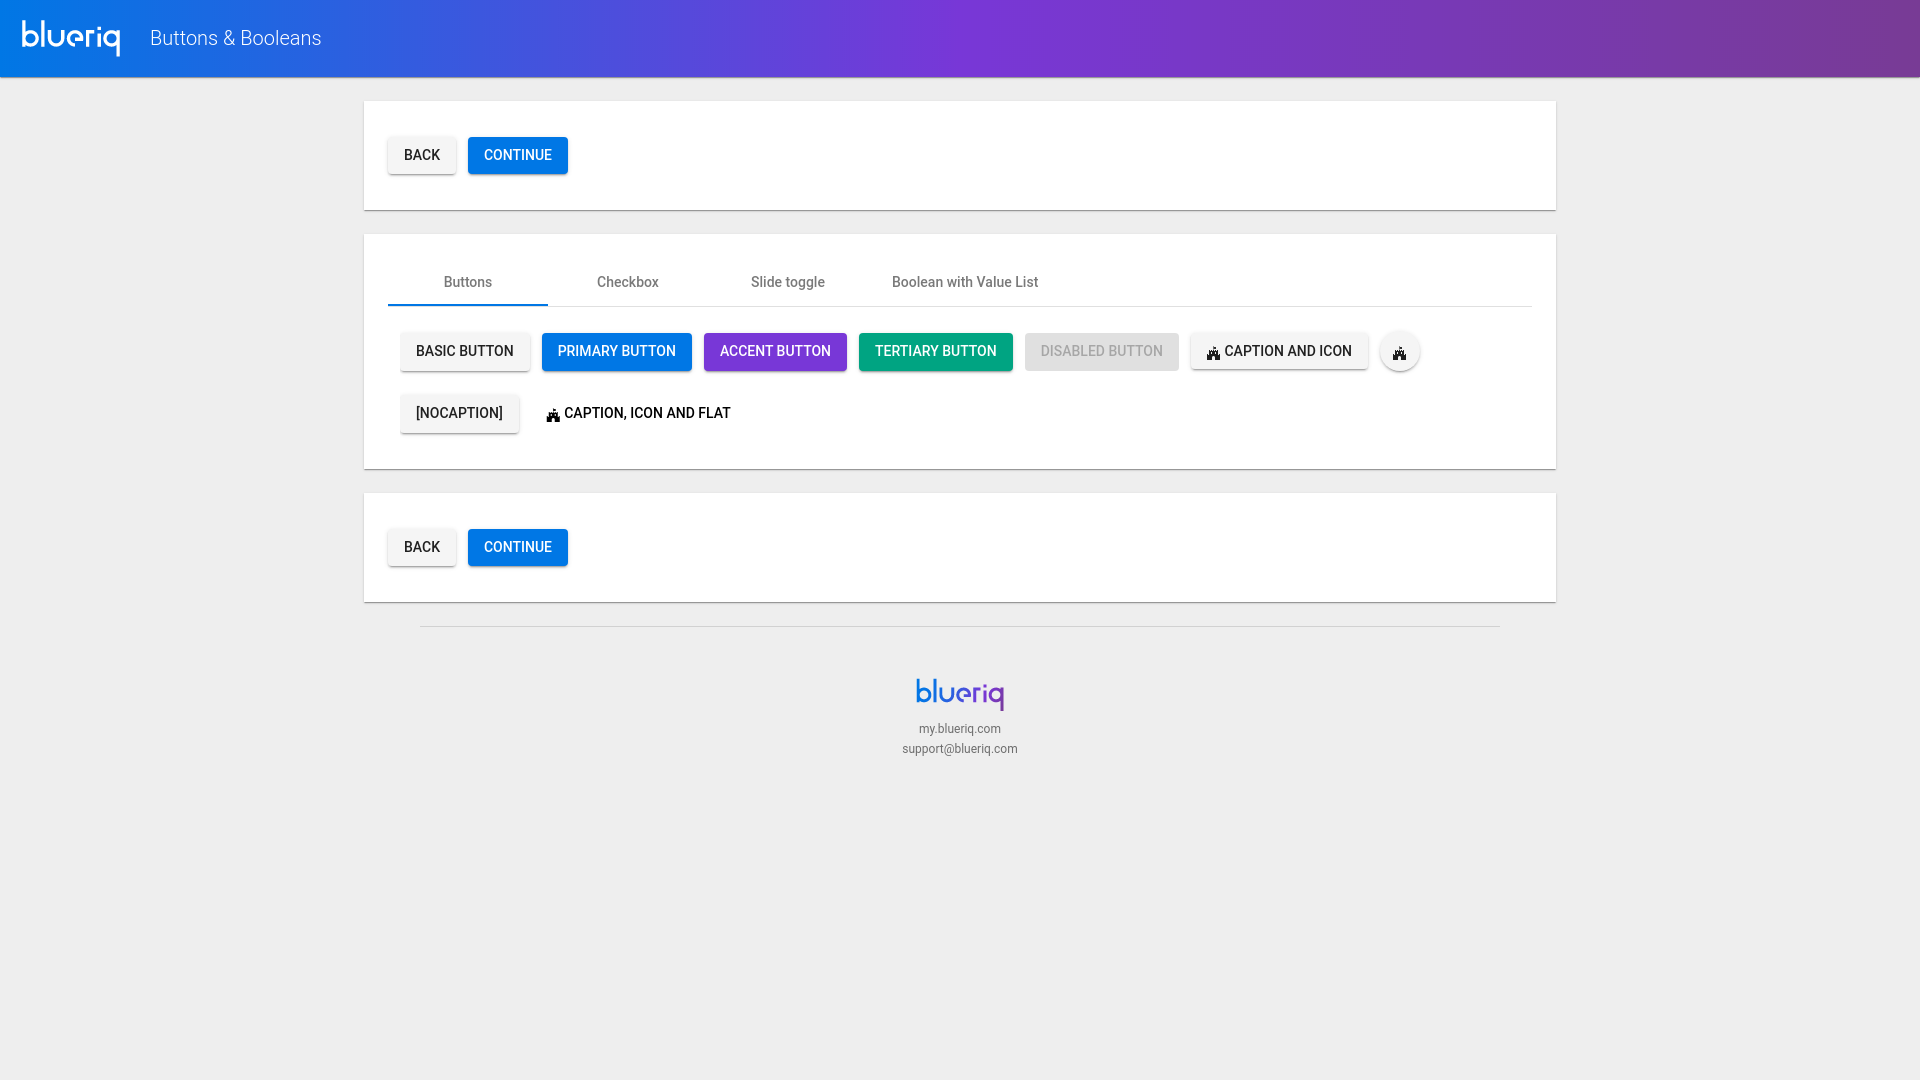 blueriq Buttons & Booleans
BACK CONTINUE
Buttons Checkbox Slide toggle Boolean with Value List
BASIC BUTTON PRIMARY BUTTON ACCENT BUTTON TERTIARY BUTTON DISABLED BUTTON CAPTION AND ICON
[NOCAPTION] CAPTION, ICON AND FLAT
BACK CONTINUE
blueriq
my.blueriq.com
support@blueriq.com